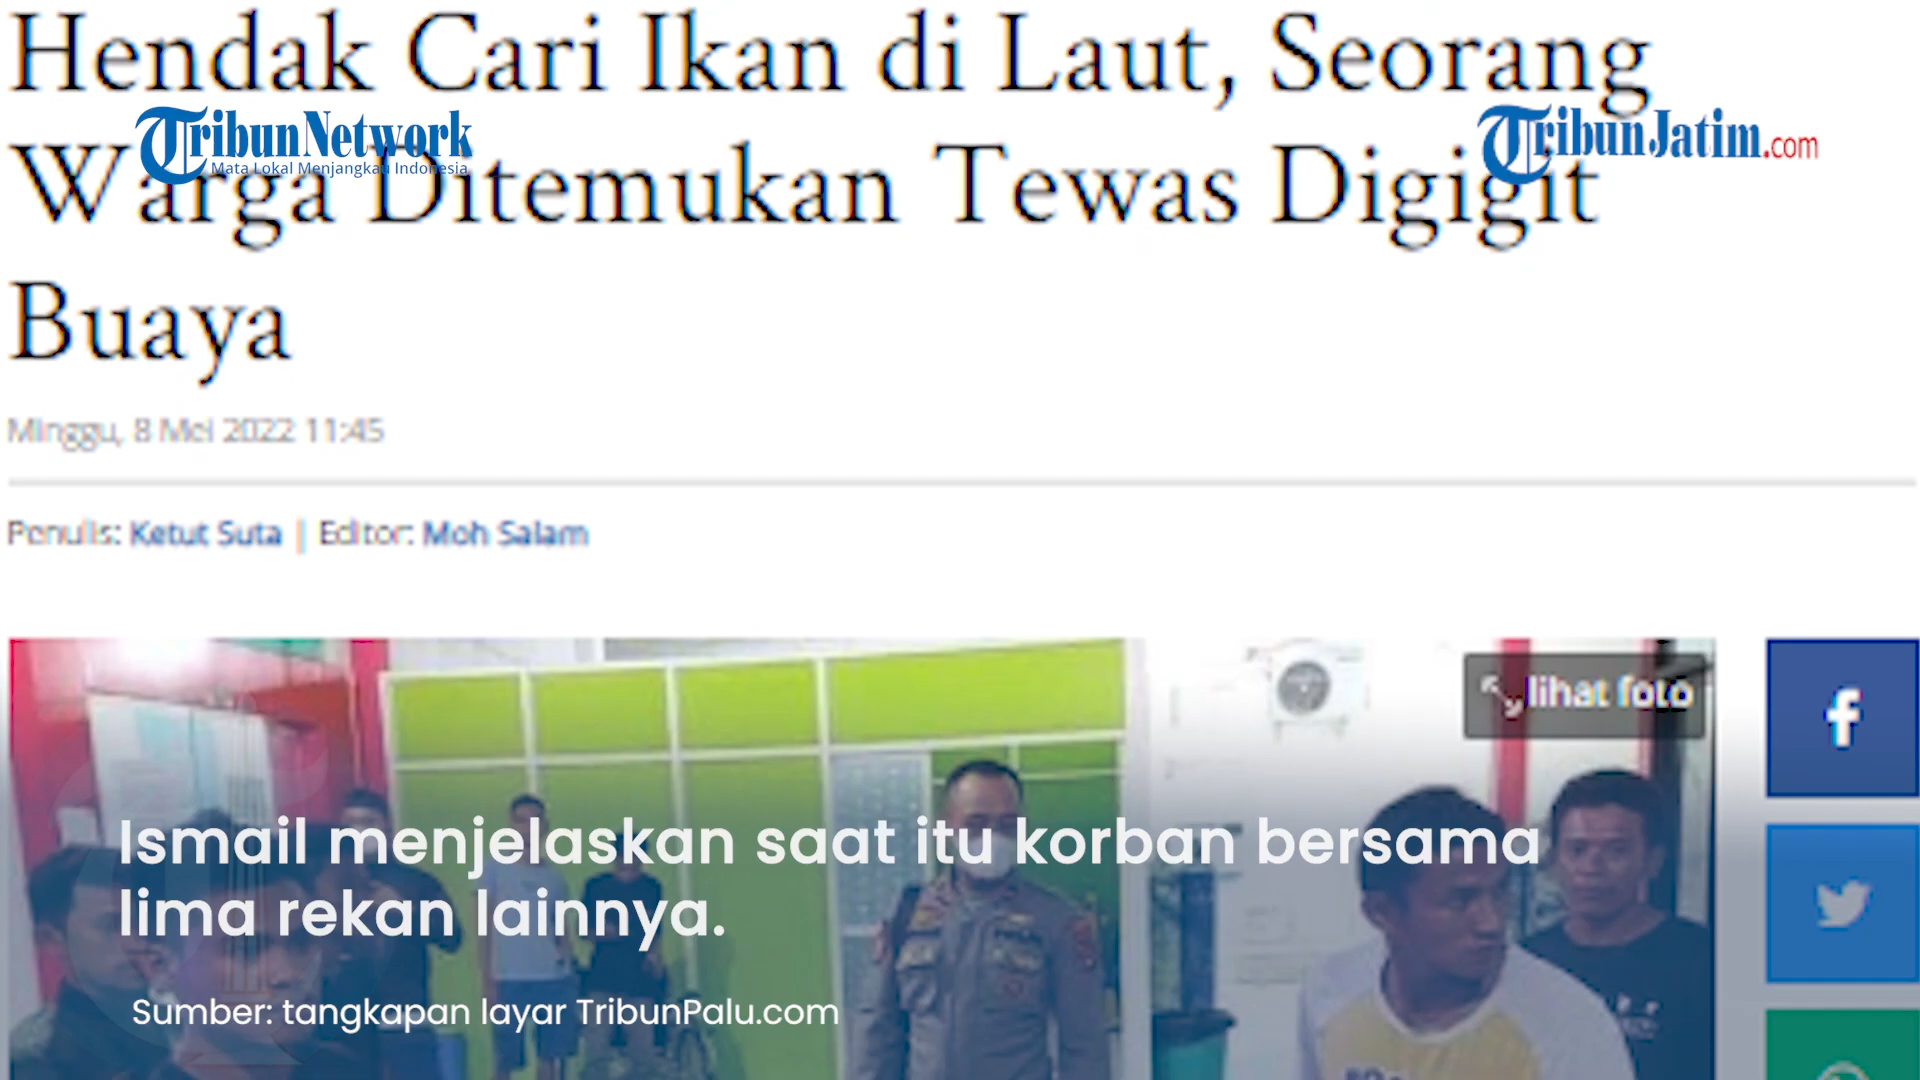 Hendak Cari Ikan di Laut, Seorang
TribunNetwork
Mata Lokal Menjangkau Indonesia
TribunJatim.com
Warga Ditemukan Tewas Digigit
Buaya
Minggu, 8 Mei 2022 11:45
Penulis: Ketut Suta | Editor: Moh Salam
lihat foto
f
Ismail menjelaskan saat itu korban bersama
lima rekan lainnya.
Sumber: tangkapan layar TribunPalu.com